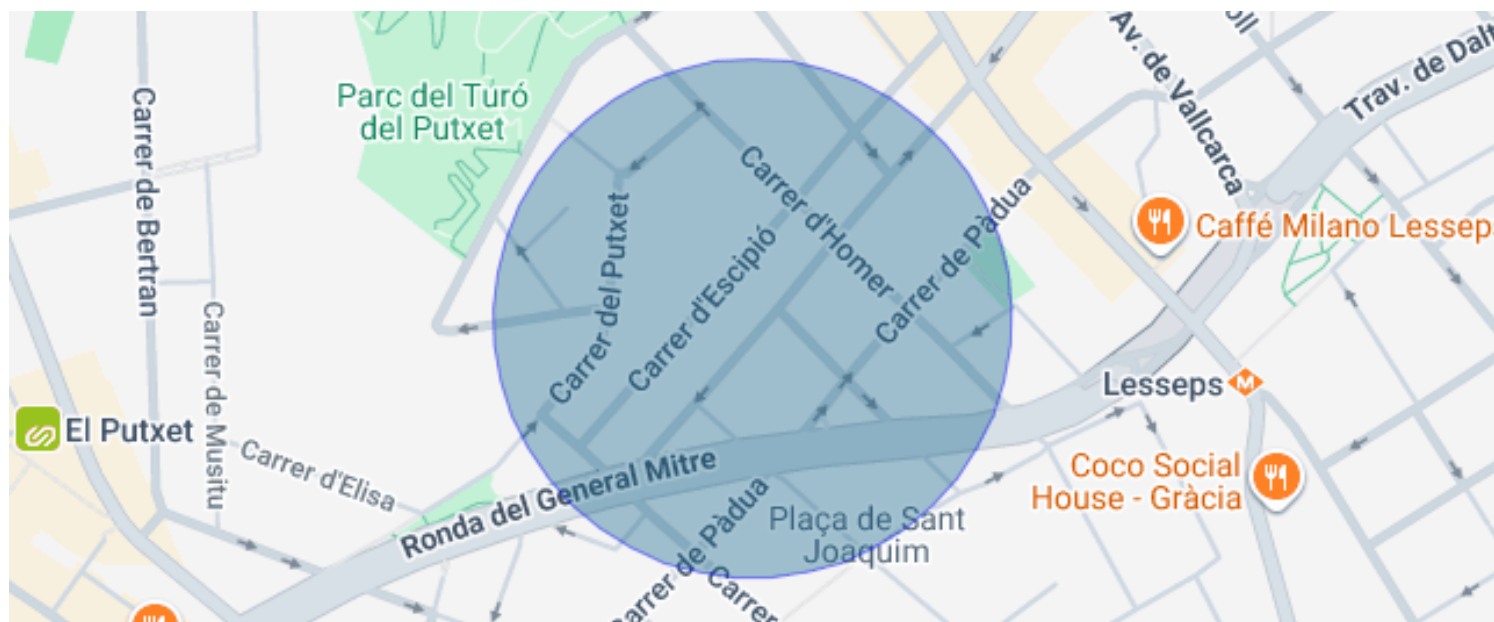 Av. de Vallcarca
oll
Trav. de Dalt
Parc del Turó
del Putxet
Carrer de Bertran
Carrer d'Homer
Carrer de Pàdua
Caffé Milano Lesseps
Carrer del Putxet
Carrer d'Escipió
Carrer de Musitu
El Putxet
Lesseps
M
Carrer d'Elisa
Ronda del General Mitre
Coco Social
House - Gràcia
Plaça de Sant
Joaquim
Carrer de Pàdua
Carrer